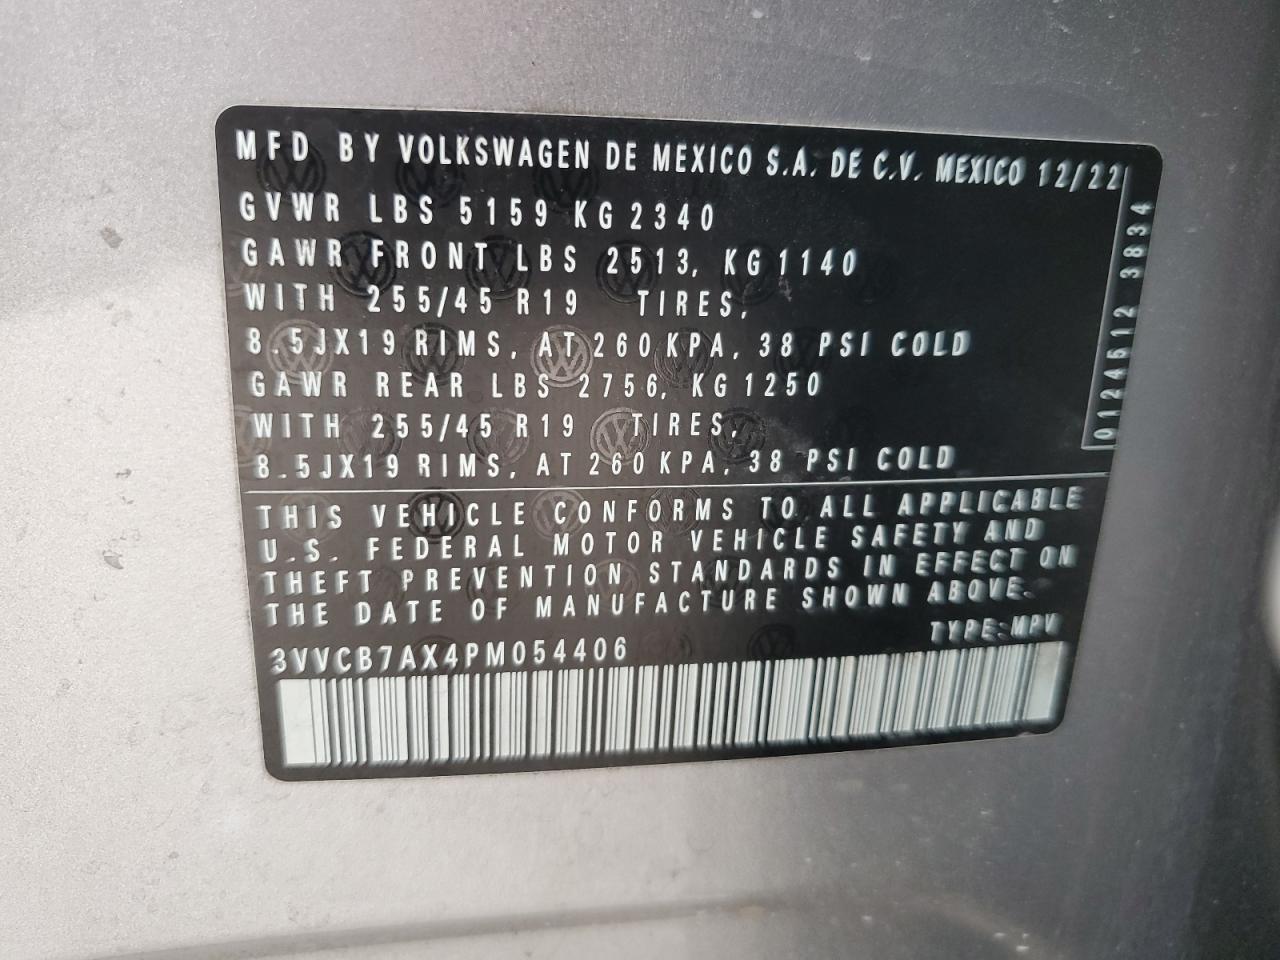 MFD BY VOLKSWAGEN DE MEXICO S.A. DE C.V. MEXICO 12/22
GVWR LBS 5159 KG 2340
GAWR FRONT LBS 2513, KG 1140
WITH 255/45 R19 TIRES,
8.5JX19 RIMS, AT 260 KPA, 38 PSI COLD
GAWR REAR LBS 2756, KG 1250
WITH 255/45 R19 TIRES,
8.5JX19 RIMS, AT 260 KPA, 38 PSI COLD
0124612 3834
THIS VEHICLE CONFORMS TO ALL APPLICABLE
U.S. FEDERAL MOTOR VEHICLE SAFETY AND
THEFT PREVENTION STANDARDS IN EFFECT ON
THE DATE OF MANUFACTURE SHOWN ABOVE.
TYPE: MPV
3VVCB7AX4PM054406